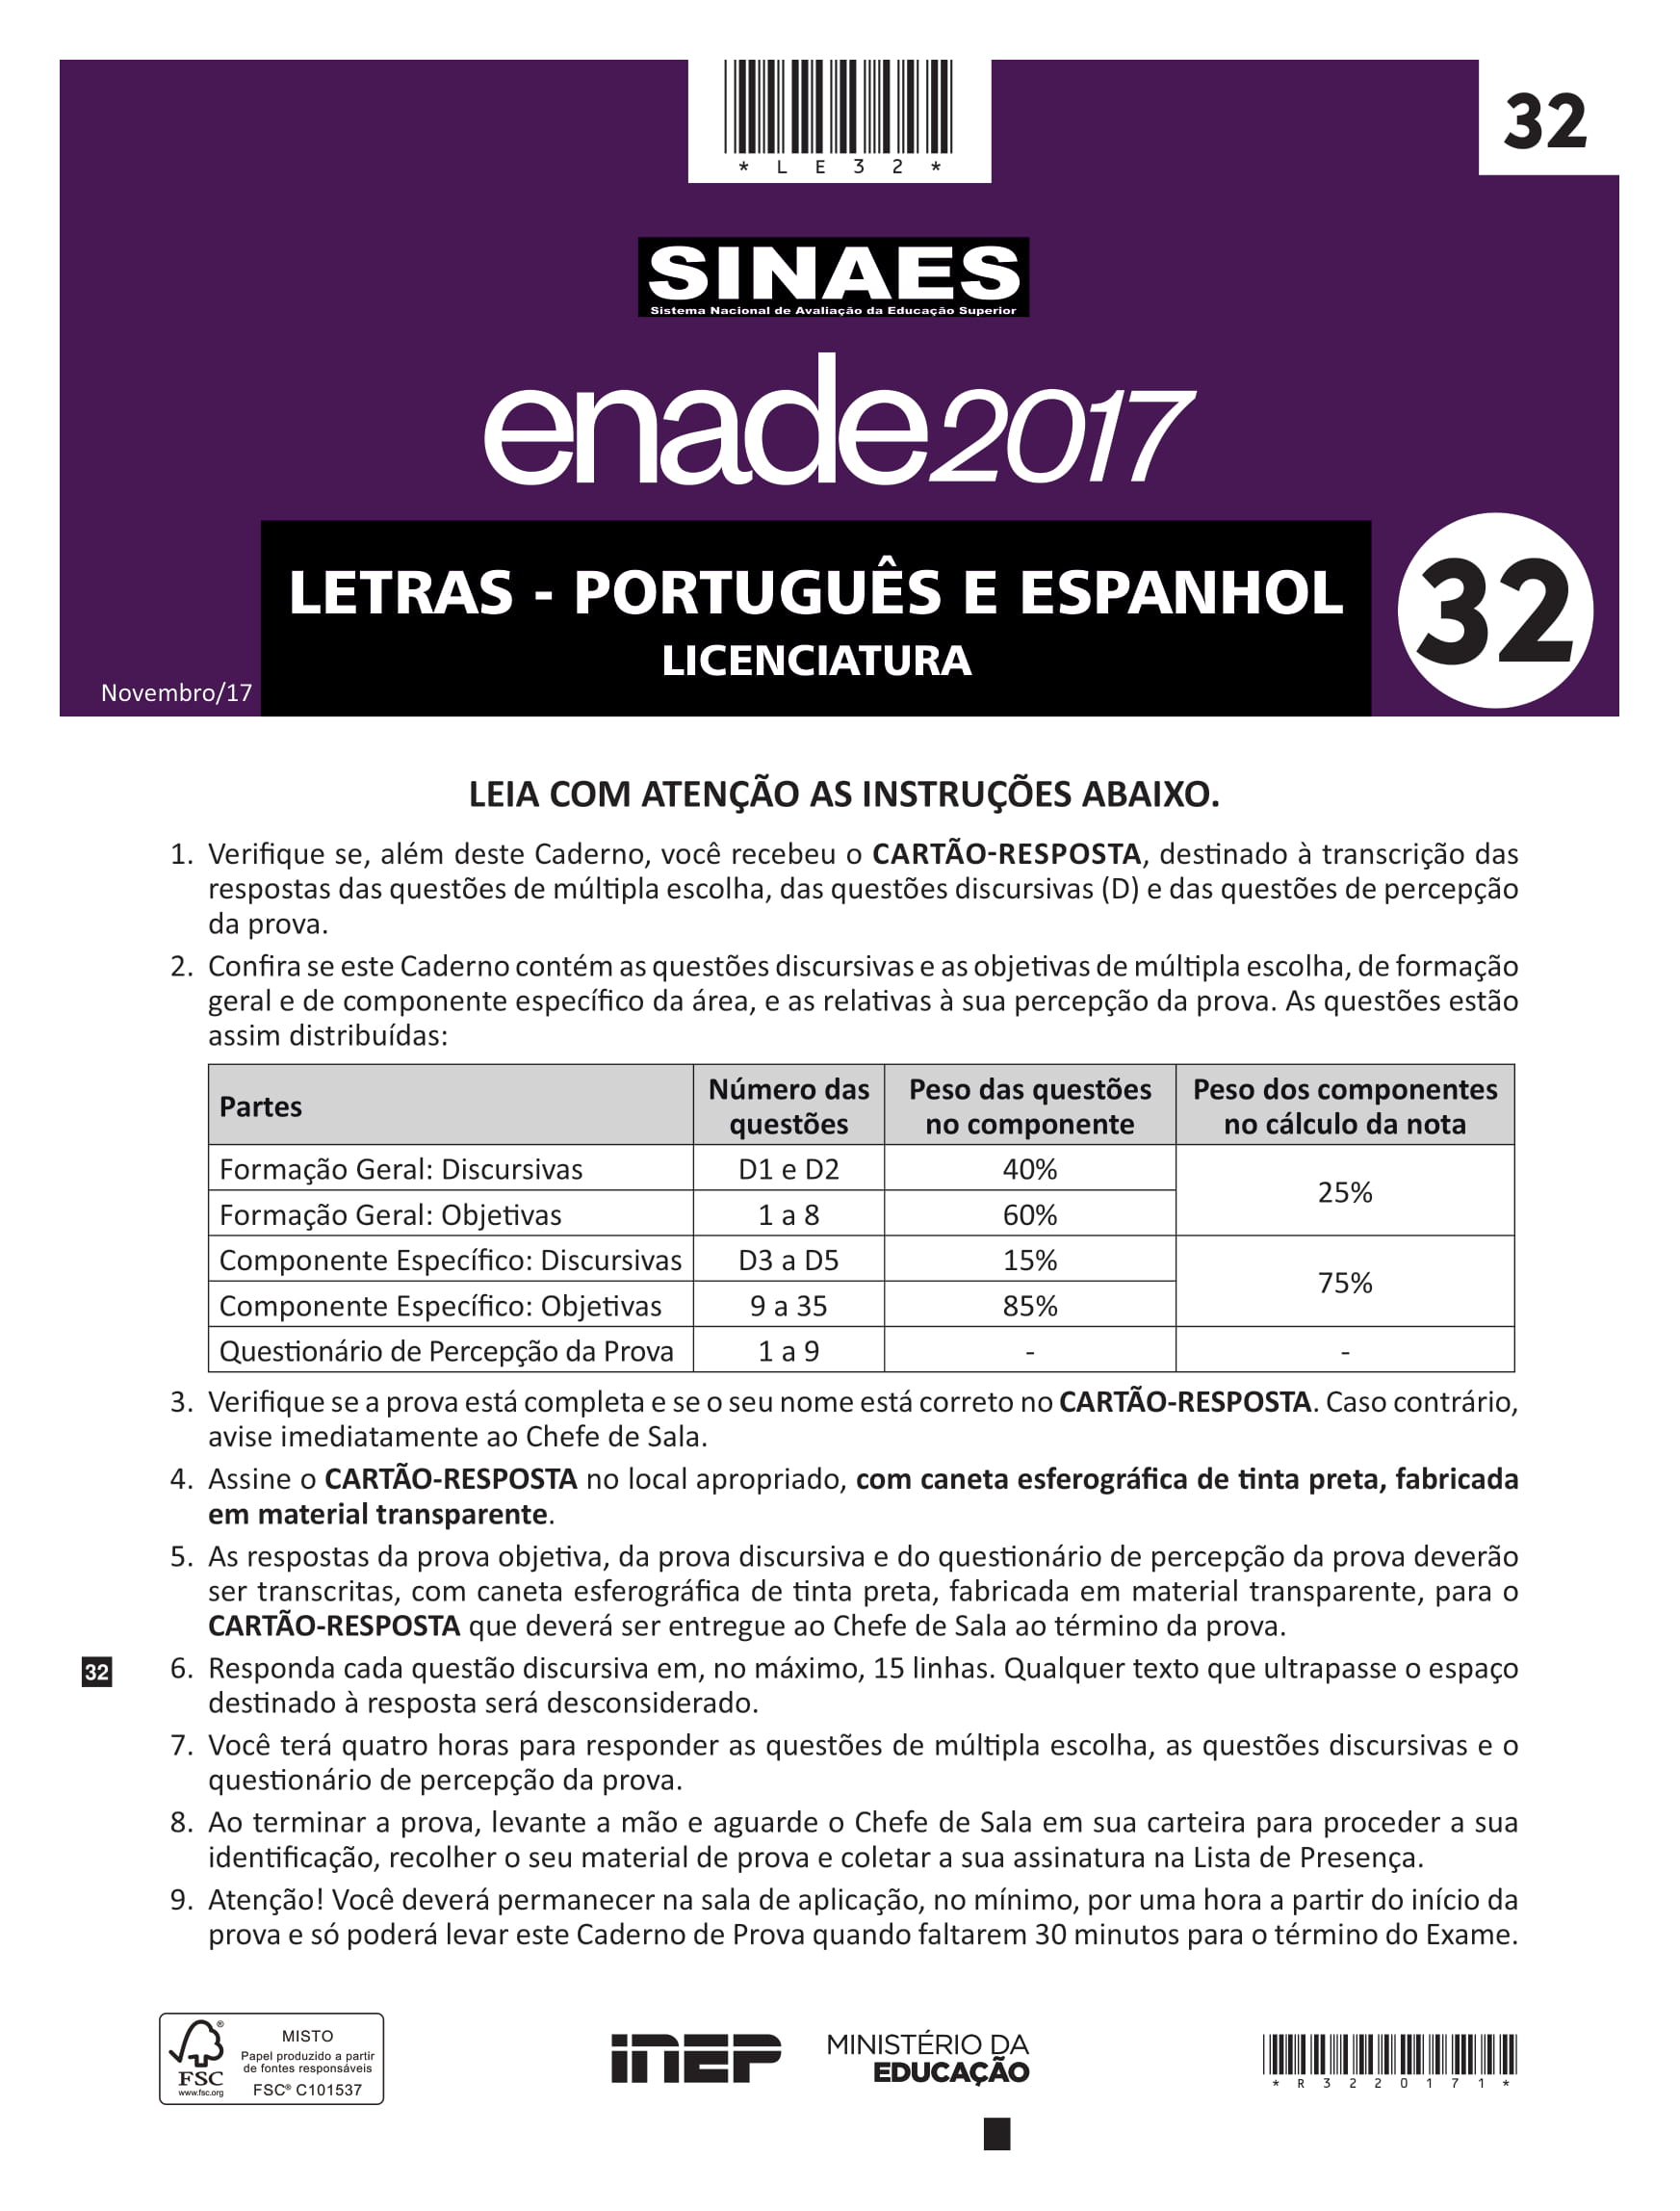 * L E 3 2 *
32
SINAES
Sistema Nacional de Avaliação da Educação Superior
enade2017
LETRAS - PORTUGUÊS E ESPANHOL
LICENCIATURA
32
Novembro/17
LEIA COM ATENÇÃO AS INSTRUÇÕES ABAIXO.
1. Verifique se, além deste Caderno, você recebeu o CARTÃO-RESPOSTA, destinado à transcrição das
respostas das questões de múltipla escolha, das questões discursivas (D) e das questões de percepção
da prova.
2. Confira se este Caderno contém as questões discursivas e as objetivas de múltipla escolha, de formação
geral e de componente específico da área, e as relativas à sua percepção da prova. As questões estão
assim distribuídas:
Partes
Número das
questões
Peso das questões
no componente
Peso dos componentes
no cálculo da nota
Formação Geral: Discursivas
D1 e D2
40%
25%
Formação Geral: Objetivas
1 a 8
60%
Componente Específico: Discursivas
D3 a D5
15%
75%
Componente Específico: Objetivas
9 a 35
85%
Questionário de Percepção da Prova
1 a 9
-
-
3. Verifique se a prova está completa e se o seu nome está correto no CARTÃO-RESPOSTA. Caso contrário,
avise imediatamente ao Chefe de Sala.
4. Assine o CARTÃO-RESPOSTA no local apropriado, com caneta esferográfica de tinta preta, fabricada
em material transparente.
5. As respostas da prova objetiva, da prova discursiva e do questionário de percepção da prova deverão
ser transcritas, com caneta esferográfica de tinta preta, fabricada em material transparente, para o
CARTÃO-RESPOSTA que deverá ser entregue ao Chefe de Sala ao término da prova.
32
6. Responda cada questão discursiva em, no máximo, 15 linhas. Qualquer texto que ultrapasse o espaço
destinado à resposta será desconsiderado.
7. Você terá quatro horas para responder as questões de múltipla escolha, as questões discursivas e o
questionário de percepção da prova.
8. Ao terminar a prova, levante a mão e aguarde o Chefe de Sala em sua carteira para proceder a sua
identificação, recolher o seu material de prova e coletar a sua assinatura na Lista de Presença.
9. Atenção! Você deverá permanecer na sala de aplicação, no mínimo, por uma hora a partir do início da
prova e só poderá levar este Caderno de Prova quando faltarem 30 minutos para o término do Exame.
®
FSC
www.fsc.org
MISTO
Papel produzido a partir
de fontes responsáveis
FSC® C101537
INEP
MINISTÉRIO DA
EDUCAÇÃO
* R 3 2 2 0 1 7 1 *